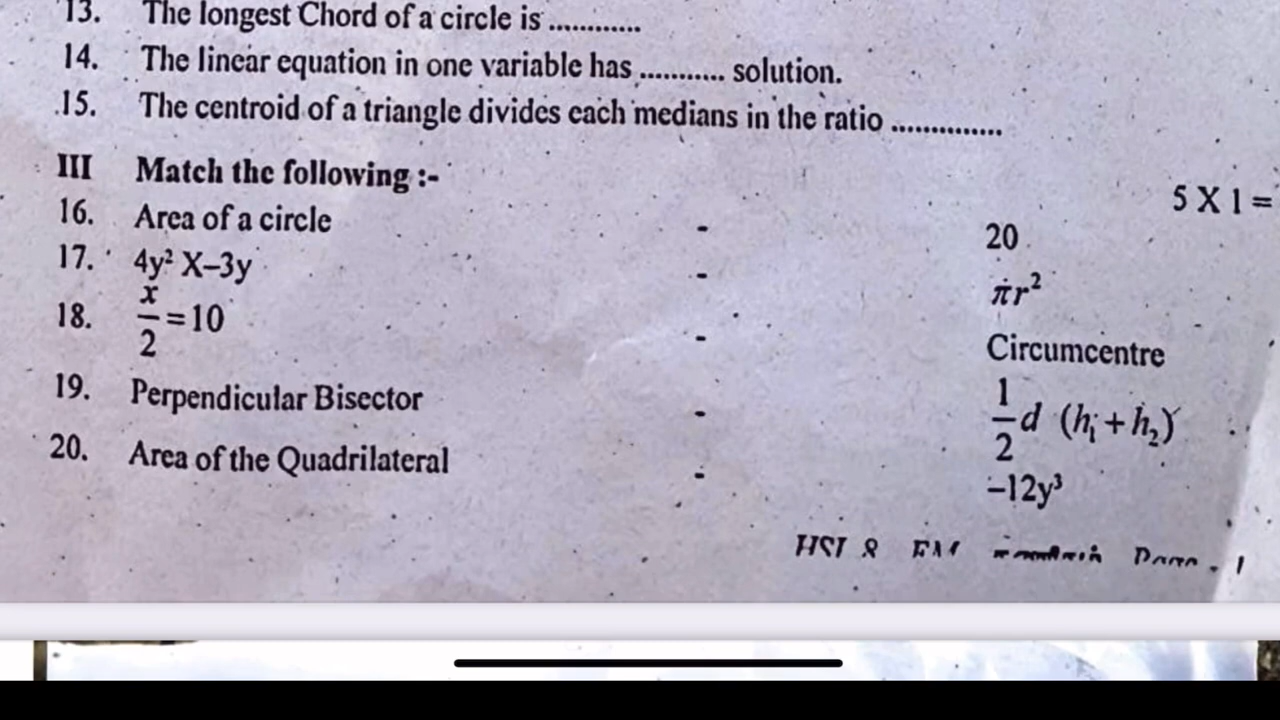 13. The longest Chord of a circle is ............
14. The linear equation in one variable has ........... solution.
15. The centroid of a triangle divides each medians in the ratio ..............
III Match the following :-
5 X 1 =
16. Area of a circle - 20
17. 4y² X–3y - πr²
18. x/2 = 10 - Circumcentre
19. Perpendicular Bisector - 1/2 d (h₁ + h₂)
20. Area of the Quadrilateral - –12y³